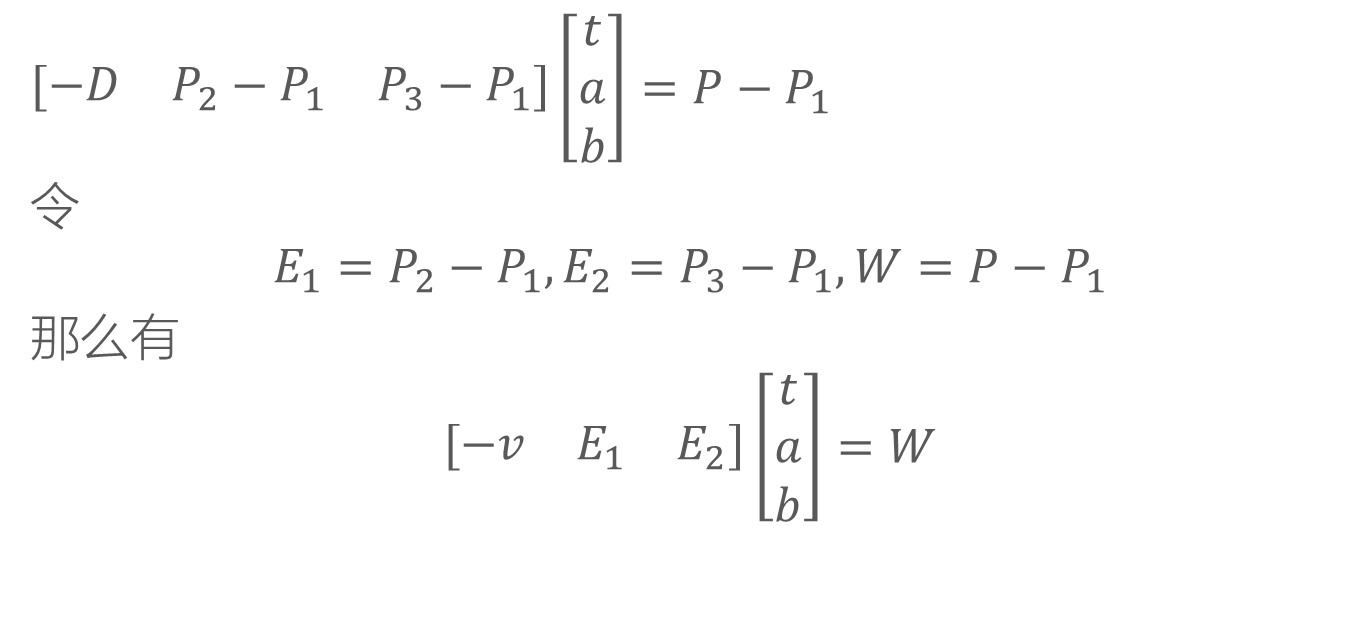 [−D P₂ − P₁ P₃ − P₁] [t a b] = P − P₁
令
E₁ = P₂ − P₁, E₂ = P₃ − P₁, W = P − P₁
那么有
[−v E₁ E₂] [t a b] = W